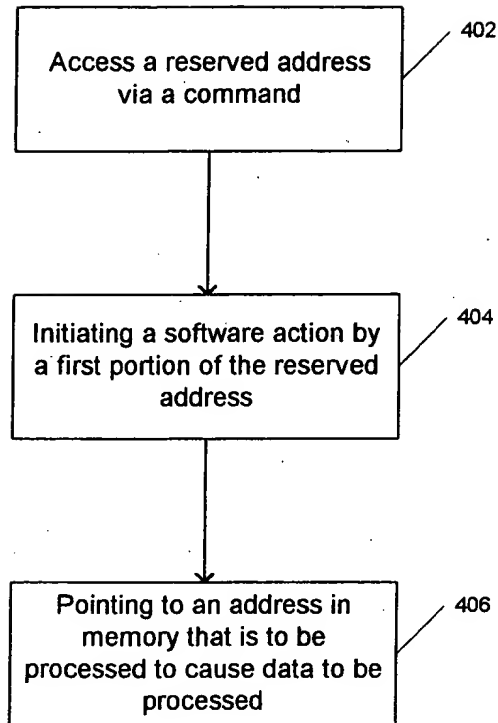 Access a reserved address
via a command
402
Initiating a software action by
a first portion of the reserved
address
404
Pointing to an address in
memory that is to be
processed to cause data to be
processed
406